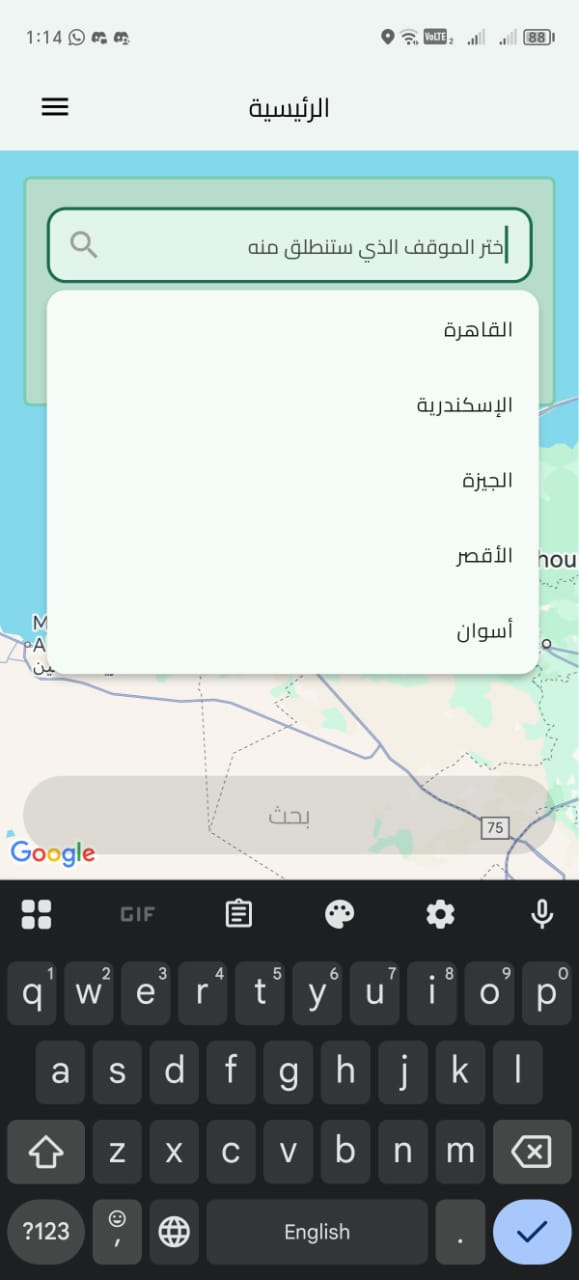 1:14 VoLTE 2 88
الرئيسية
ختر الموقف الذي ستنطلق منه
القاهرة
الإسكندرية
الجيزة
الأقصر
hou
أسوان
M
A
o
ين
بحث
75
Google
GIF
q1 w2 e3 r4 t5 y6 u7 i8 o9 p0
a s d f g h j k l
z x c v b n m
?123 , English .